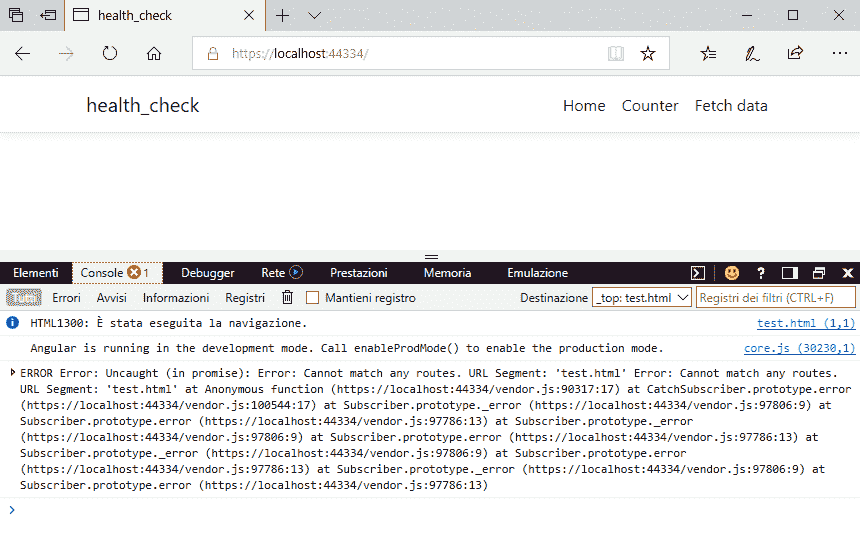 health_check
https://localhost:44334/
health_check Home Counter Fetch data
Elementi Console 1 Debugger Rete Prestazioni Memoria Emulazione ?
Tutti Errori Avvisi Informazioni Registri Mantieni registro Destinazione _top: test.html Registri dei filtri (CTRL+F)
HTML1300: È stata eseguita la navigazione. test.html (1,1)
Angular is running in the development mode. Call enableProdMode() to enable the production mode. core.js (30230,1)
ERROR Error: Uncaught (in promise): Error: Cannot match any routes. URL Segment: 'test.html' Error: Cannot match any routes.
URL Segment: 'test.html' at Anonymous function (https://localhost:44334/vendor.js:90317:17) at CatchSubscriber.prototype.error
(https://localhost:44334/vendor.js:100544:17) at Subscriber.prototype._error (https://localhost:44334/vendor.js:97806:9) at
Subscriber.prototype.error (https://localhost:44334/vendor.js:97786:13) at Subscriber.prototype._error
(https://localhost:44334/vendor.js:97806:9) at Subscriber.prototype.error (https://localhost:44334/vendor.js:97786:13) at
Subscriber.prototype._error (https://localhost:44334/vendor.js:97806:9) at Subscriber.prototype.error
(https://localhost:44334/vendor.js:97786:13) at Subscriber.prototype._error (https://localhost:44334/vendor.js:97806:9) at
Subscriber.prototype.error (https://localhost:44334/vendor.js:97786:13)